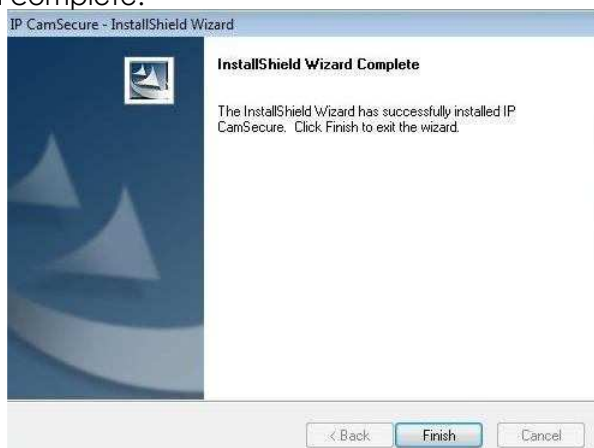 complete.
IP CamSecure - InstallShield Wizard
InstallShield Wizard Complete
The InstallShield Wizard has successfully installed IP
CamSecure. Click Finish to exit the wizard.
< Back
Finish
Cancel